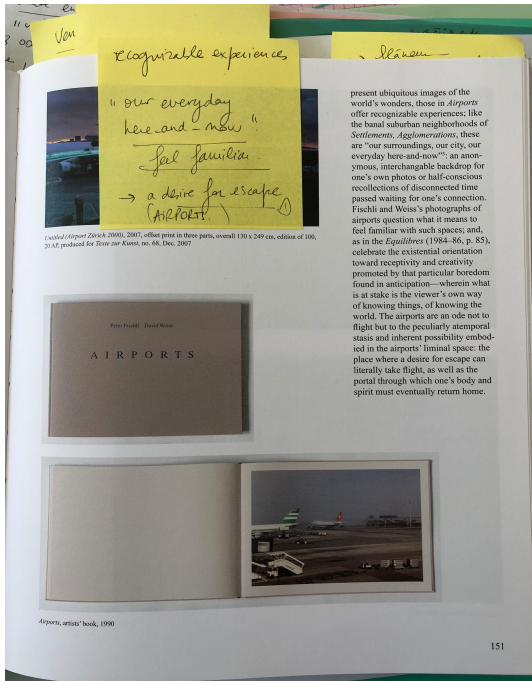 Ven
recognizable experiences
" our everyday
here-and-now ".
feel familiar
→ a desire for escape
(AIRPORTS)
flâneur
present ubiquitous images of the
world's wonders, those in Airports
offer recognizable experiences; like
the banal suburban neighborhoods of
Settlements, Agglomerations, these
are "our surroundings, our city, our
everyday here-and-now"⁵: an anon-
ymous, interchangable backdrop for
one's own photos or half-conscious
recollections of disconnected time
passed waiting for one's connection.
Fischli and Weiss's photographs of
airports question what it means to
feel familiar with such spaces; and,
as in the Equilibres (1984–86, p. 85),
celebrate the existential orientation
toward receptivity and creativity
promoted by that particular boredom
found in anticipation—wherein what
is at stake is the viewer's own way
of knowing things, of knowing the
world. The airports are an ode not to
flight but to the peculiarly atemporal
stasis and inherent possibility embod-
ied in the airports' liminal space: the
place where a desire for escape can
literally take flight, as well as the
portal through which one's body and
spirit must eventually return home.
Untitled (Airport Zürich 2000), 2007, offset print in three parts, overall 130 x 249 cm, edition of 100,
20 AP, produced for Texte zur Kunst, no. 68, Dec. 2007
Peter Fischli David Weiss
AIRPORTS
Airports, artists' book, 1990
151